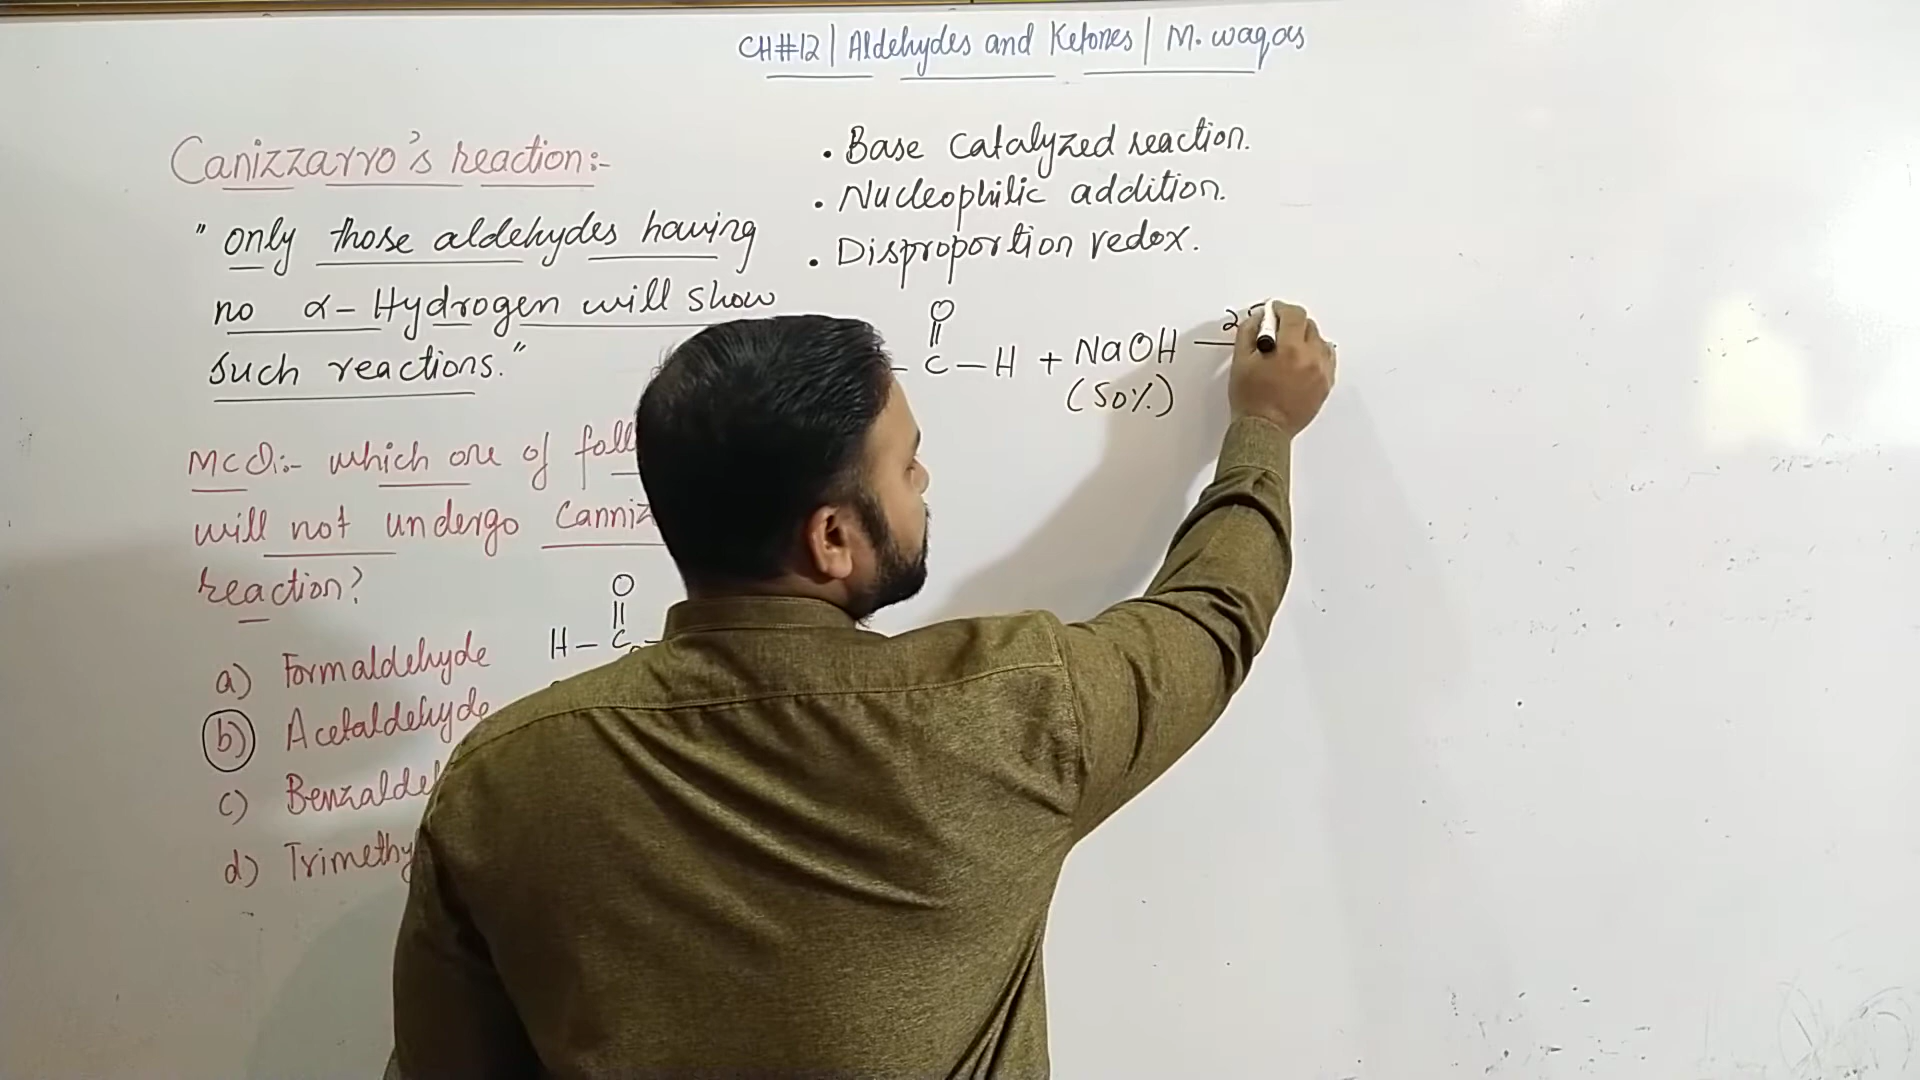 CH#12 | Aldehydes and Ketones | M. waqas
Canizzarro's reaction:-
"only those aldehydes having
no α-Hydrogen will show
such reactions."
MCQ:- which one of foll
will not undergo Canniz
reaction?
a) Formaldehyde
b) Acetaldehyde
c) Benzalde
d) Trimethy
O
||
H - C
. Base Catalyzed reaction.
. Nucleophilic addition.
. Disproportion redox.
O
||
- C - H + NaOH
(50%)